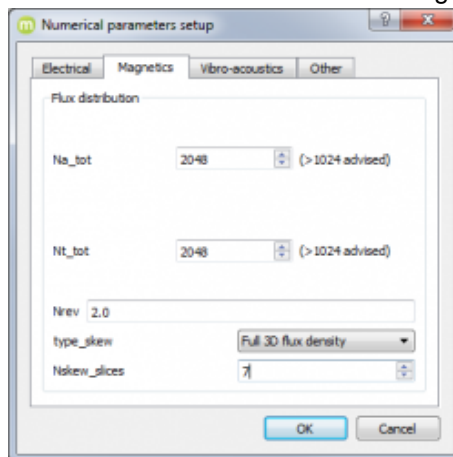 Numerical parameters setup
Electrical Magnetics Vibro-acoustics Other
Flux distribution
Na_tot 2048 (>1024 advised)
Nt_tot 2048 (>1024 advised)
Nrev 2.0
type_skew Full 3D flux density
Nskew_slices 7
OK Cancel